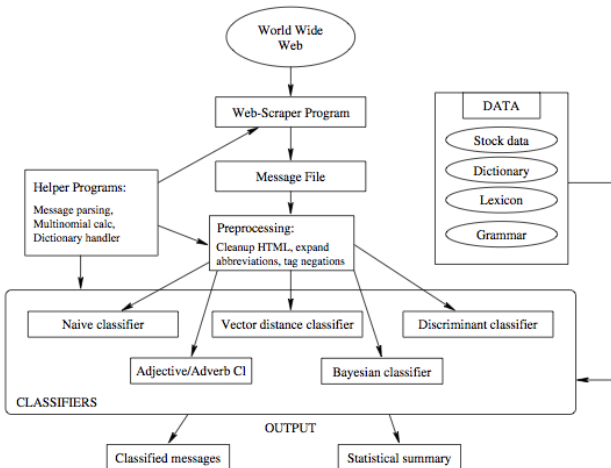 World Wide
Web
Web-Scraper Program
DATA
Stock data
Dictionary
Lexicon
Grammar
Message File
Helper Programs:
Message parsing,
Multinomial calc,
Dictionary handler
Preprocessing:
Cleanup HTML, expand
abbreviations, tag negations
Naive classifier
Vector distance classifier
Discriminant classifier
Adjective/Adverb Cl
Bayesian classifier
CLASSIFIERS
OUTPUT
Classified messages
Statistical summary